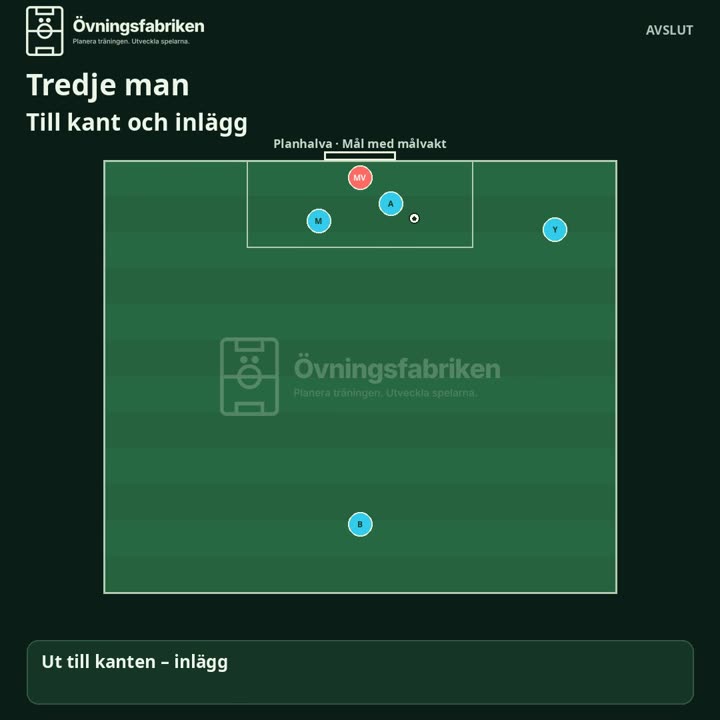 Övningsfabriken
Planera träningen. Utveckla spelarna.
AVSLUT
Tredje man
Till kant och inlägg
Planhalva · Mål med målvakt
MV
A
M
Y
Övningsfabriken
Planera träningen. Utveckla spelarna.
B
Ut till kanten – inlägg